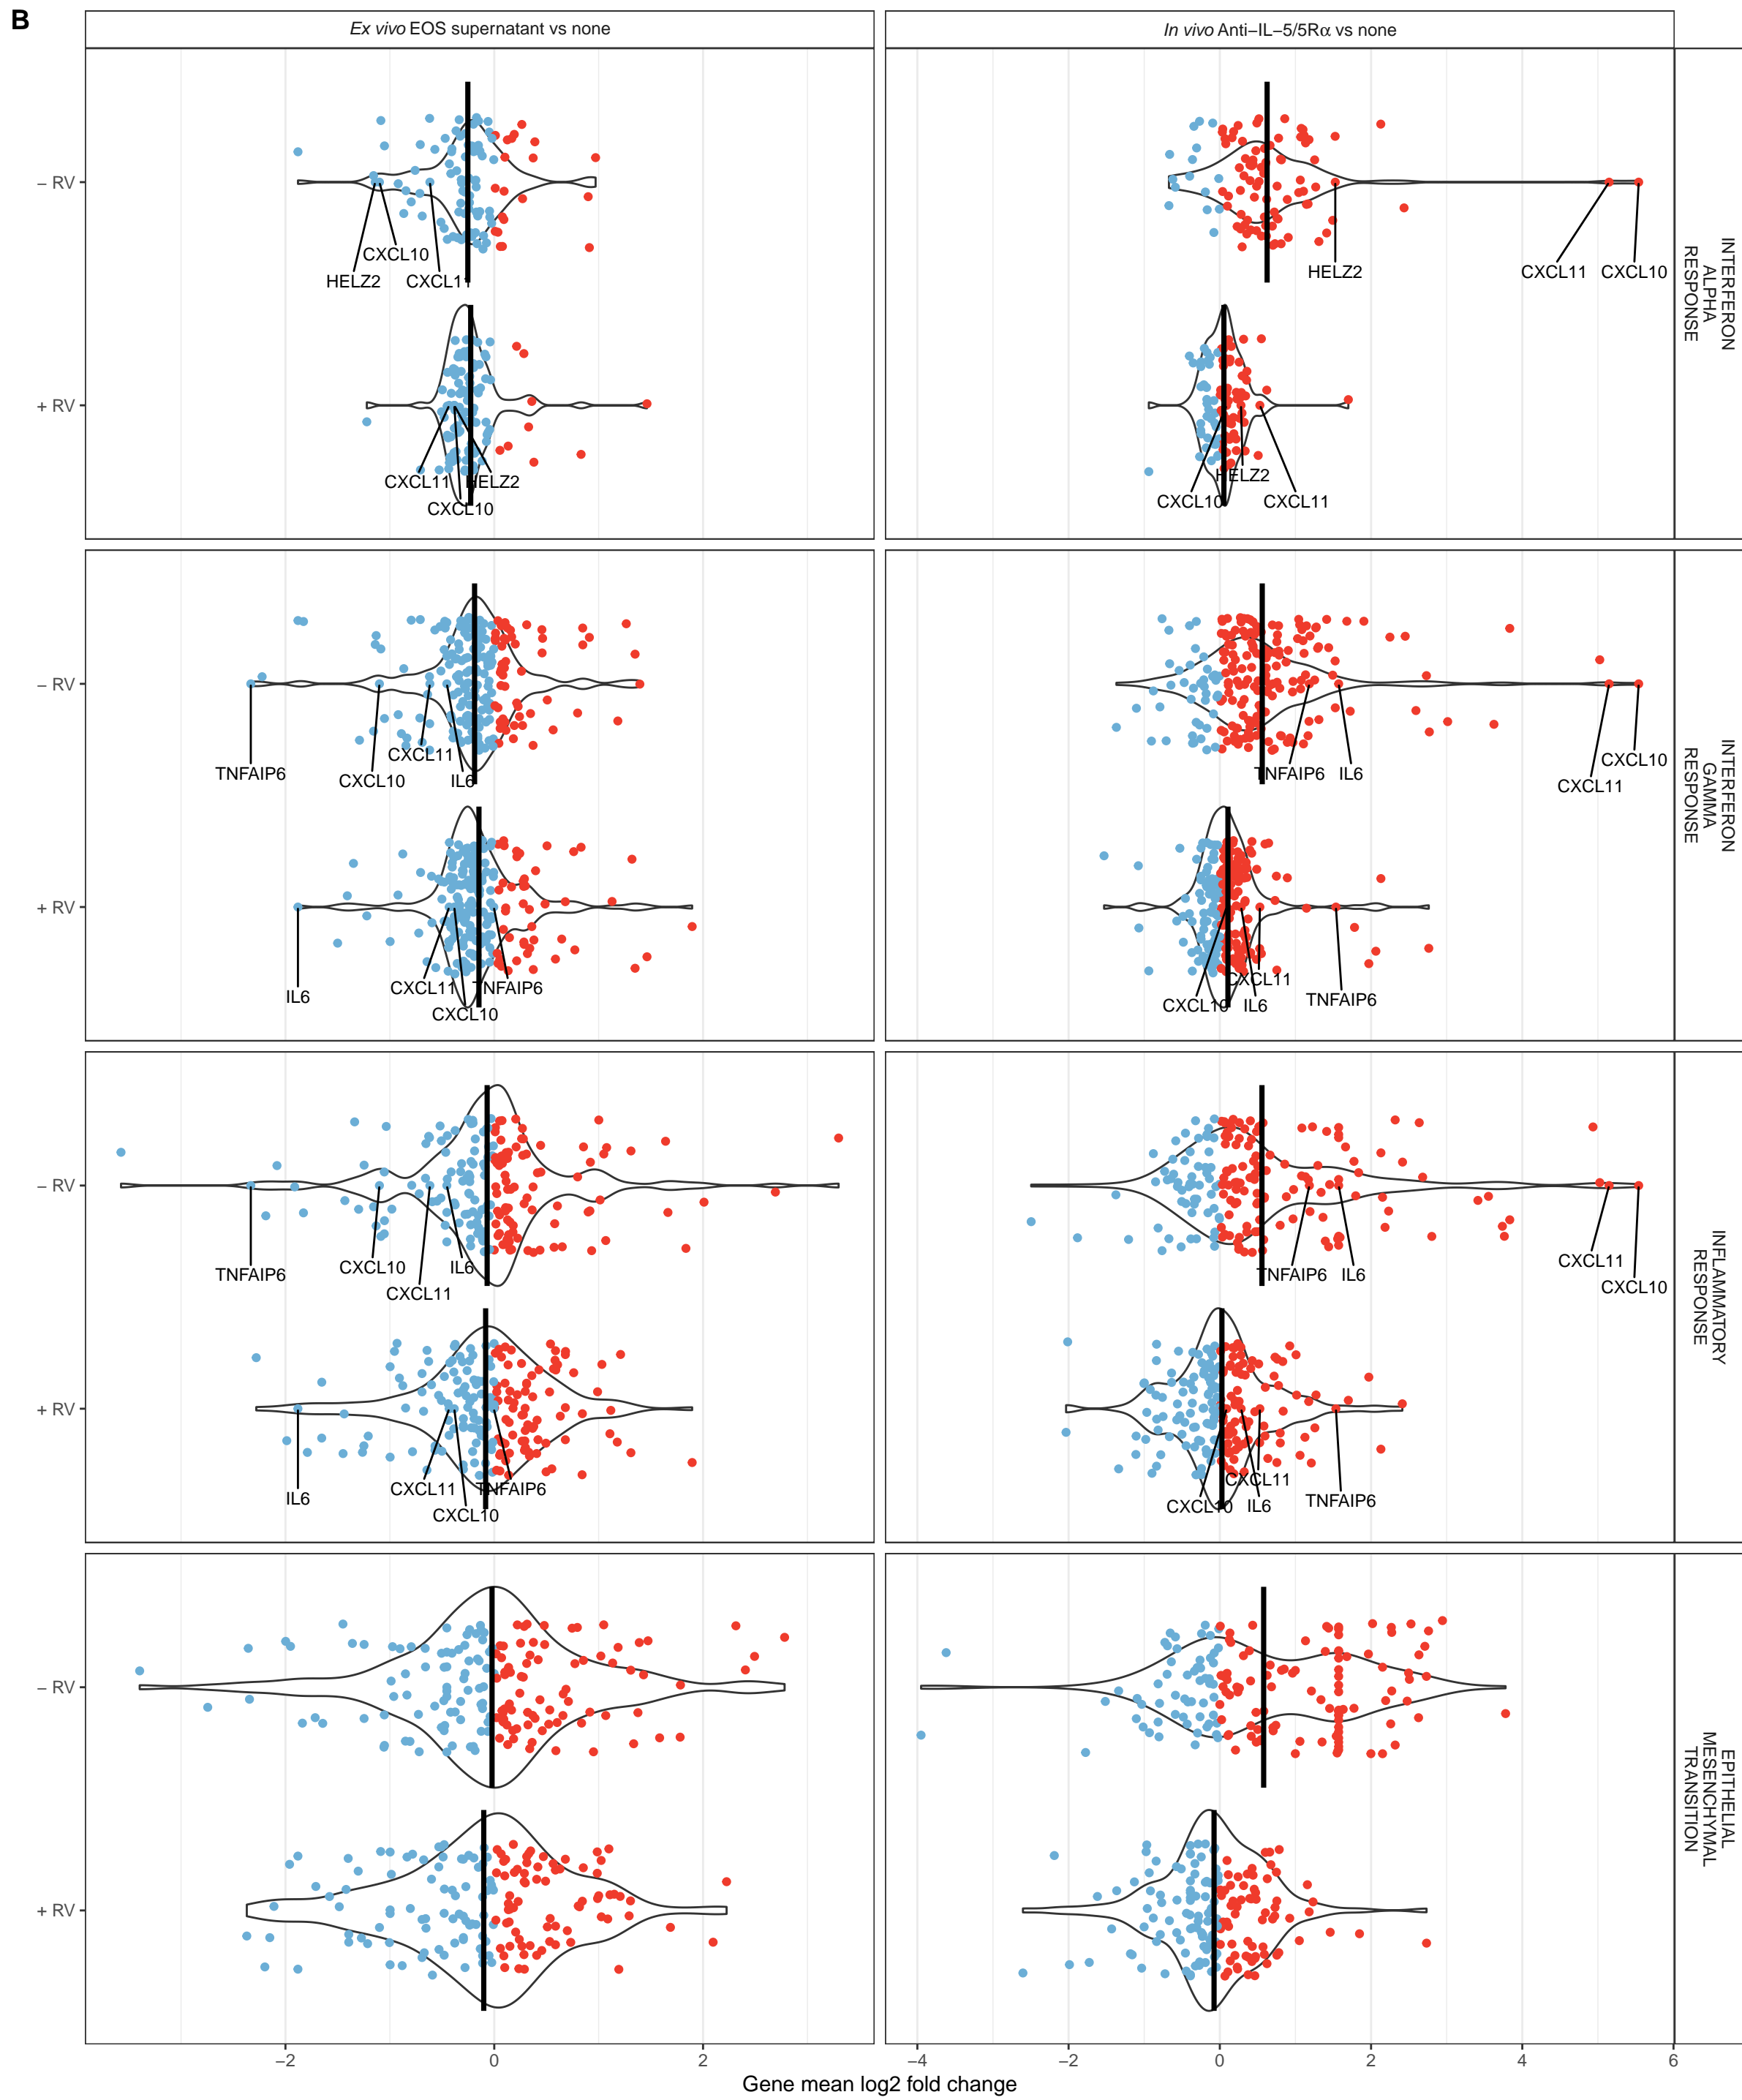 B
Ex vivo EOS supernatant vs none
In vivo Anti−IL−5/5Rα vs none
− RV
CXCL10
HELZ2
CXCL11
HELZ2
CXCL11
CXCL10
+ RV
CXCL11
HELZ2
CXCL10
HELZ2
CXCL10
CXCL11
INTERFERON
ALPHA
RESPONSE
− RV
TNFAIP6
CXCL10
CXCL11
IL6
TNFAIP6
IL6
CXCL10
CXCL11
+ RV
IL6
CXCL11
TNFAIP6
CXCL10
CXCL11
CXCL10
IL6
TNFAIP6
INTERFERON
GAMMA
RESPONSE
− RV
TNFAIP6
CXCL10
IL6
CXCL11
TNFAIP6
IL6
CXCL11
CXCL10
+ RV
IL6
CXCL11
TNFAIP6
CXCL10
CXCL11
CXCL10
IL6
TNFAIP6
INFLAMMATORY
RESPONSE
− RV
+ RV
EPITHELIAL
MESENCHYMAL
TRANSITION
−2
0
2
−4
−2
0
2
4
6
Gene mean log2 fold change